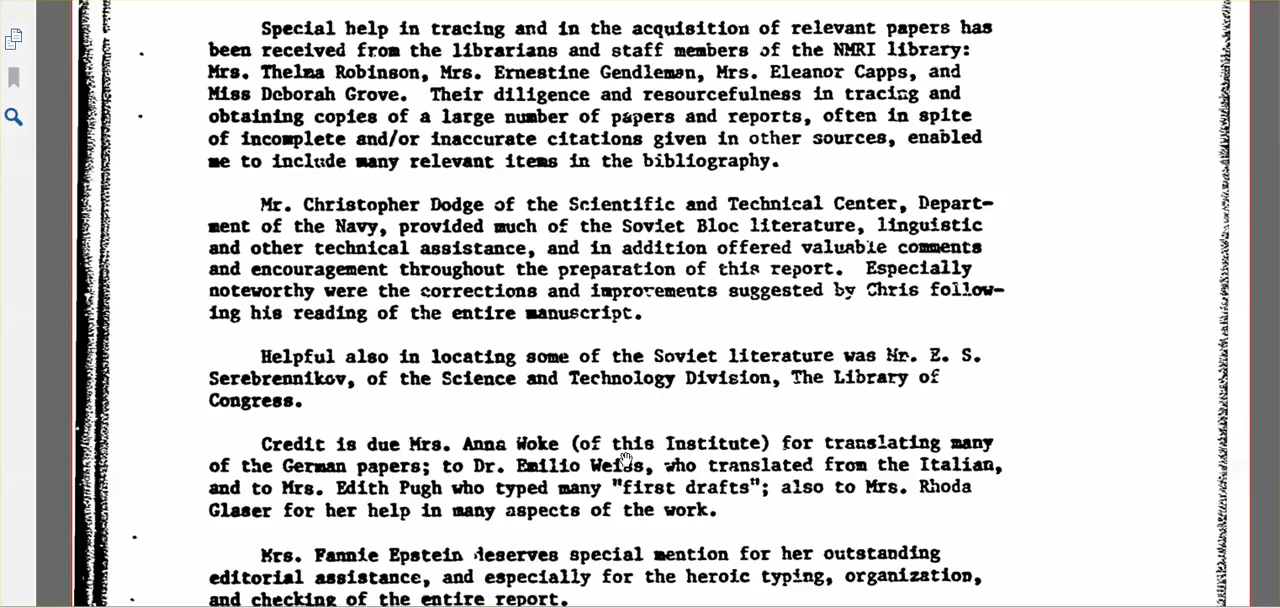 Special help in tracing and in the acquisition of relevant papers has
been received from the librarians and staff members of the NMRI library:
Mrs. Thelma Robinson, Mrs. Ernestine Gendleman, Mrs. Eleanor Capps, and
Miss Deborah Grove. Their diligence and resourcefulness in tracing and
obtaining copies of a large number of papers and reports, often in spite
of incomplete and/or inaccurate citations given in other sources, enabled
me to include many relevant items in the bibliography.
Mr. Christopher Dodge of the Scientific and Technical Center, Depart-
ment of the Navy, provided much of the Soviet Bloc literature, linguistic
and other technical assistance, and in addition offered valuable comments
and encouragement throughout the preparation of this report. Especially
noteworthy were the corrections and improvements suggested by Chris follow-
ing his reading of the entire manuscript.
Helpful also in locating some of the Soviet literature was Mr. E. S.
Serebrennikov, of the Science and Technology Division, The Library of
Congress.
Credit is due Mrs. Anna Woke (of this Institute) for translating many
of the German papers; to Dr. Emilio Weiss, who translated from the Italian,
and to Mrs. Edith Pugh who typed many "first drafts"; also to Mrs. Rhoda
Glaser for her help in many aspects of the work.
Mrs. Fannie Epstein deserves special mention for her outstanding
editorial assistance, and especially for the heroic typing, organization,
and checking of the entire report.